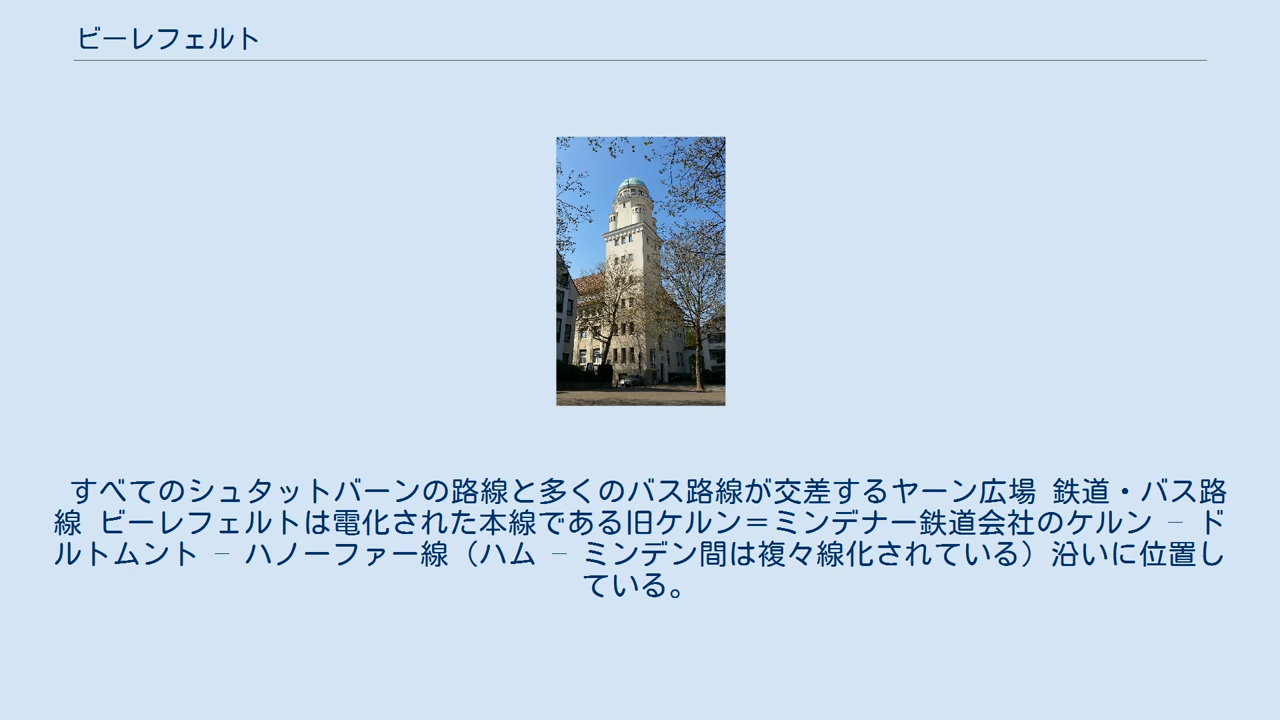 ビーレフェルト
すべてのシュタットバーンの路線と多くのバス路線が交差するヤーン広場 鉄道・バス路
線 ビーレフェルトは電化された本線である旧ケルン＝ミンデナー鉄道会社のケルン － ド
ルトムント － ハノーファー線（ハム － ミンデン間は複々線化されている）沿いに位置し
ている。